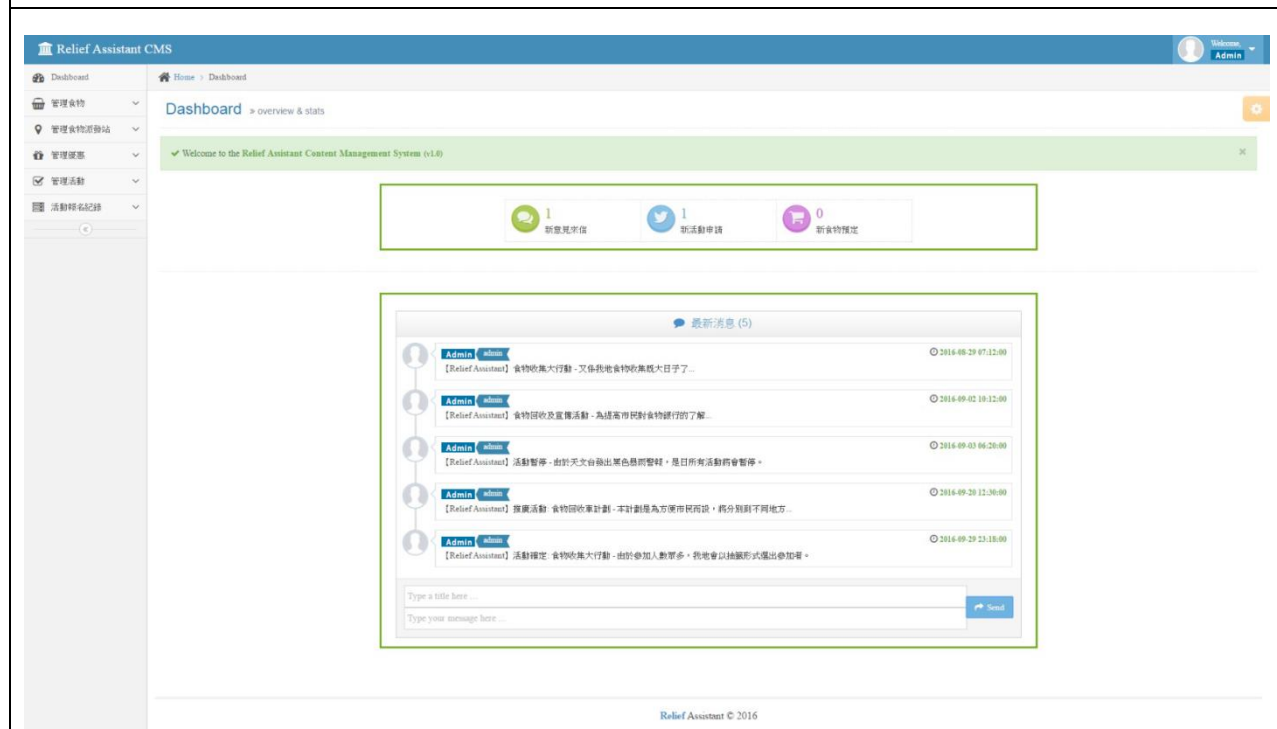 Relief Assistant CMS
Welcome,
Admin
Dashboard
管理食物
管理食物派發站
管理優惠
管理活動
活動報名記錄
Home > Dashboard
Dashboard » overview & stats
Welcome to the Relief Assistant Content Management System (v1.0)
1
新意見來信
1
新活動申請
0
新食物預定
最新消息 (5)
Admin admin 2016-08-29 07:12:00
【Relief Assistant】食物收集大行動 - 又係我地食物收集既大日子了...
Admin admin 2016-09-02 10:12:00
【Relief Assistant】食物回收及宣傳活動 - 為提高市民對食物銀行的了解...
Admin admin 2016-09-03 06:20:00
【Relief Assistant】活動暫停 - 由於天文台發出黑色暴雨警報，是日所有活動將會暫停。
Admin admin 2016-09-20 12:30:00
【Relief Assistant】推廣活動: 食物回收車計劃 - 本計劃是為方便市民而設，將分別到不同地方...
Admin admin 2016-09-29 23:18:00
【Relief Assistant】活動確定: 食物收集大行動 - 由於參加人數眾多，我地會以抽籤形式選出參加者。
Type a title here ...
Type your message here ...
Send
Relief Assistant © 2016